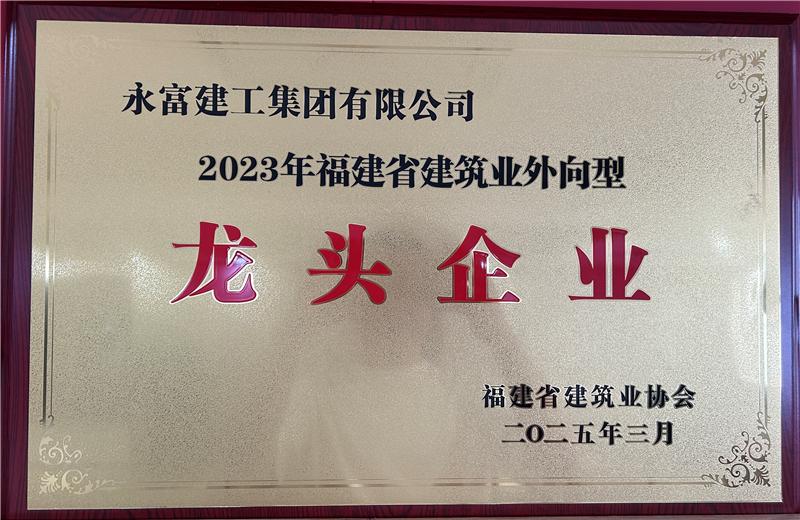 永富建工集团有限公司
2023年福建省建筑业外向型
龙头企业
福建省建筑业协会
二O二五年三月